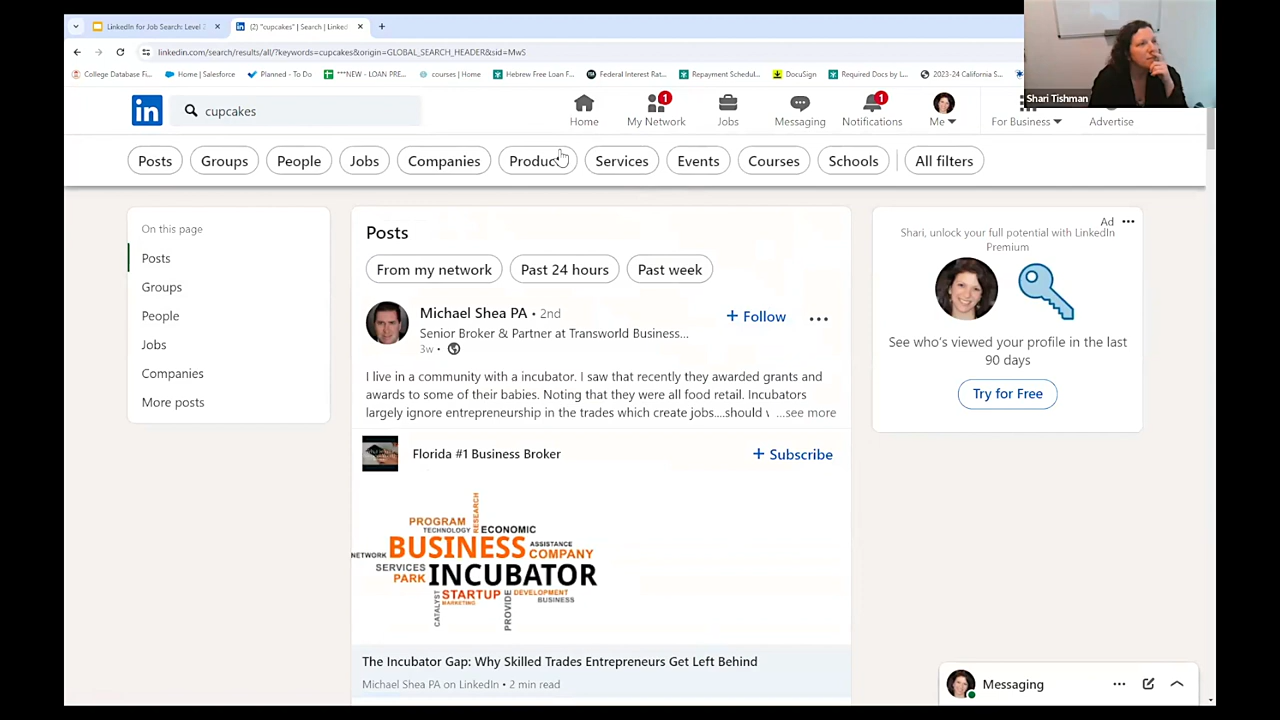 LinkedIn for Job Search: Level
(2) "cupcakes" | Search | Linked
linkedin.com/search/results/all/?keywords=cupcakes&origin=GLOBAL_SEARCH_HEADER&sid=MwS
College Database Fi... Home | Salesforce Planned - To Do ***NEW - LOAN PRE... courses | Home Hebrew Free Loan F... Federal Interest Rat... Repayment Schedul... DocuSign Required Docs by L... 2023-24 California S...
Shari Tishman
in cupcakes
1 1
Home My Network Jobs Messaging Notifications Me For Business Advertise
Posts Groups People Jobs Companies Produc Services Events Courses Schools All filters
On this page
Posts
Groups
People
Jobs
Companies
More posts
Posts
From my network Past 24 hours Past week
Michael Shea PA • 2nd
+ Follow
Senior Broker & Partner at Transworld Business...
3w •
I live in a community with a incubator. I saw that recently they awarded grants and
awards to some of their babies. Noting that they were all food retail. Incubators
largely ignore entrepreneurship in the trades which create jobs....should ...see more
Florida #1 Business Broker
+ Subscribe
PROGRAM
RESEARCH
TECHNOLOGY
ECONOMIC
NETWORK
BUSINESS
ASSISTANCE
COMPANY
SERVICES
PARK
INCUBATOR
CATALYST
STARTUP
MARKETING
PROVIDE
DEVELOPMENT
BUSINESS
The Incubator Gap: Why Skilled Trades Entrepreneurs Get Left Behind
Michael Shea PA on LinkedIn • 2 min read
Ad
Shari, unlock your full potential with LinkedIn
Premium
See who's viewed your profile in the last
90 days
Try for Free
Messaging